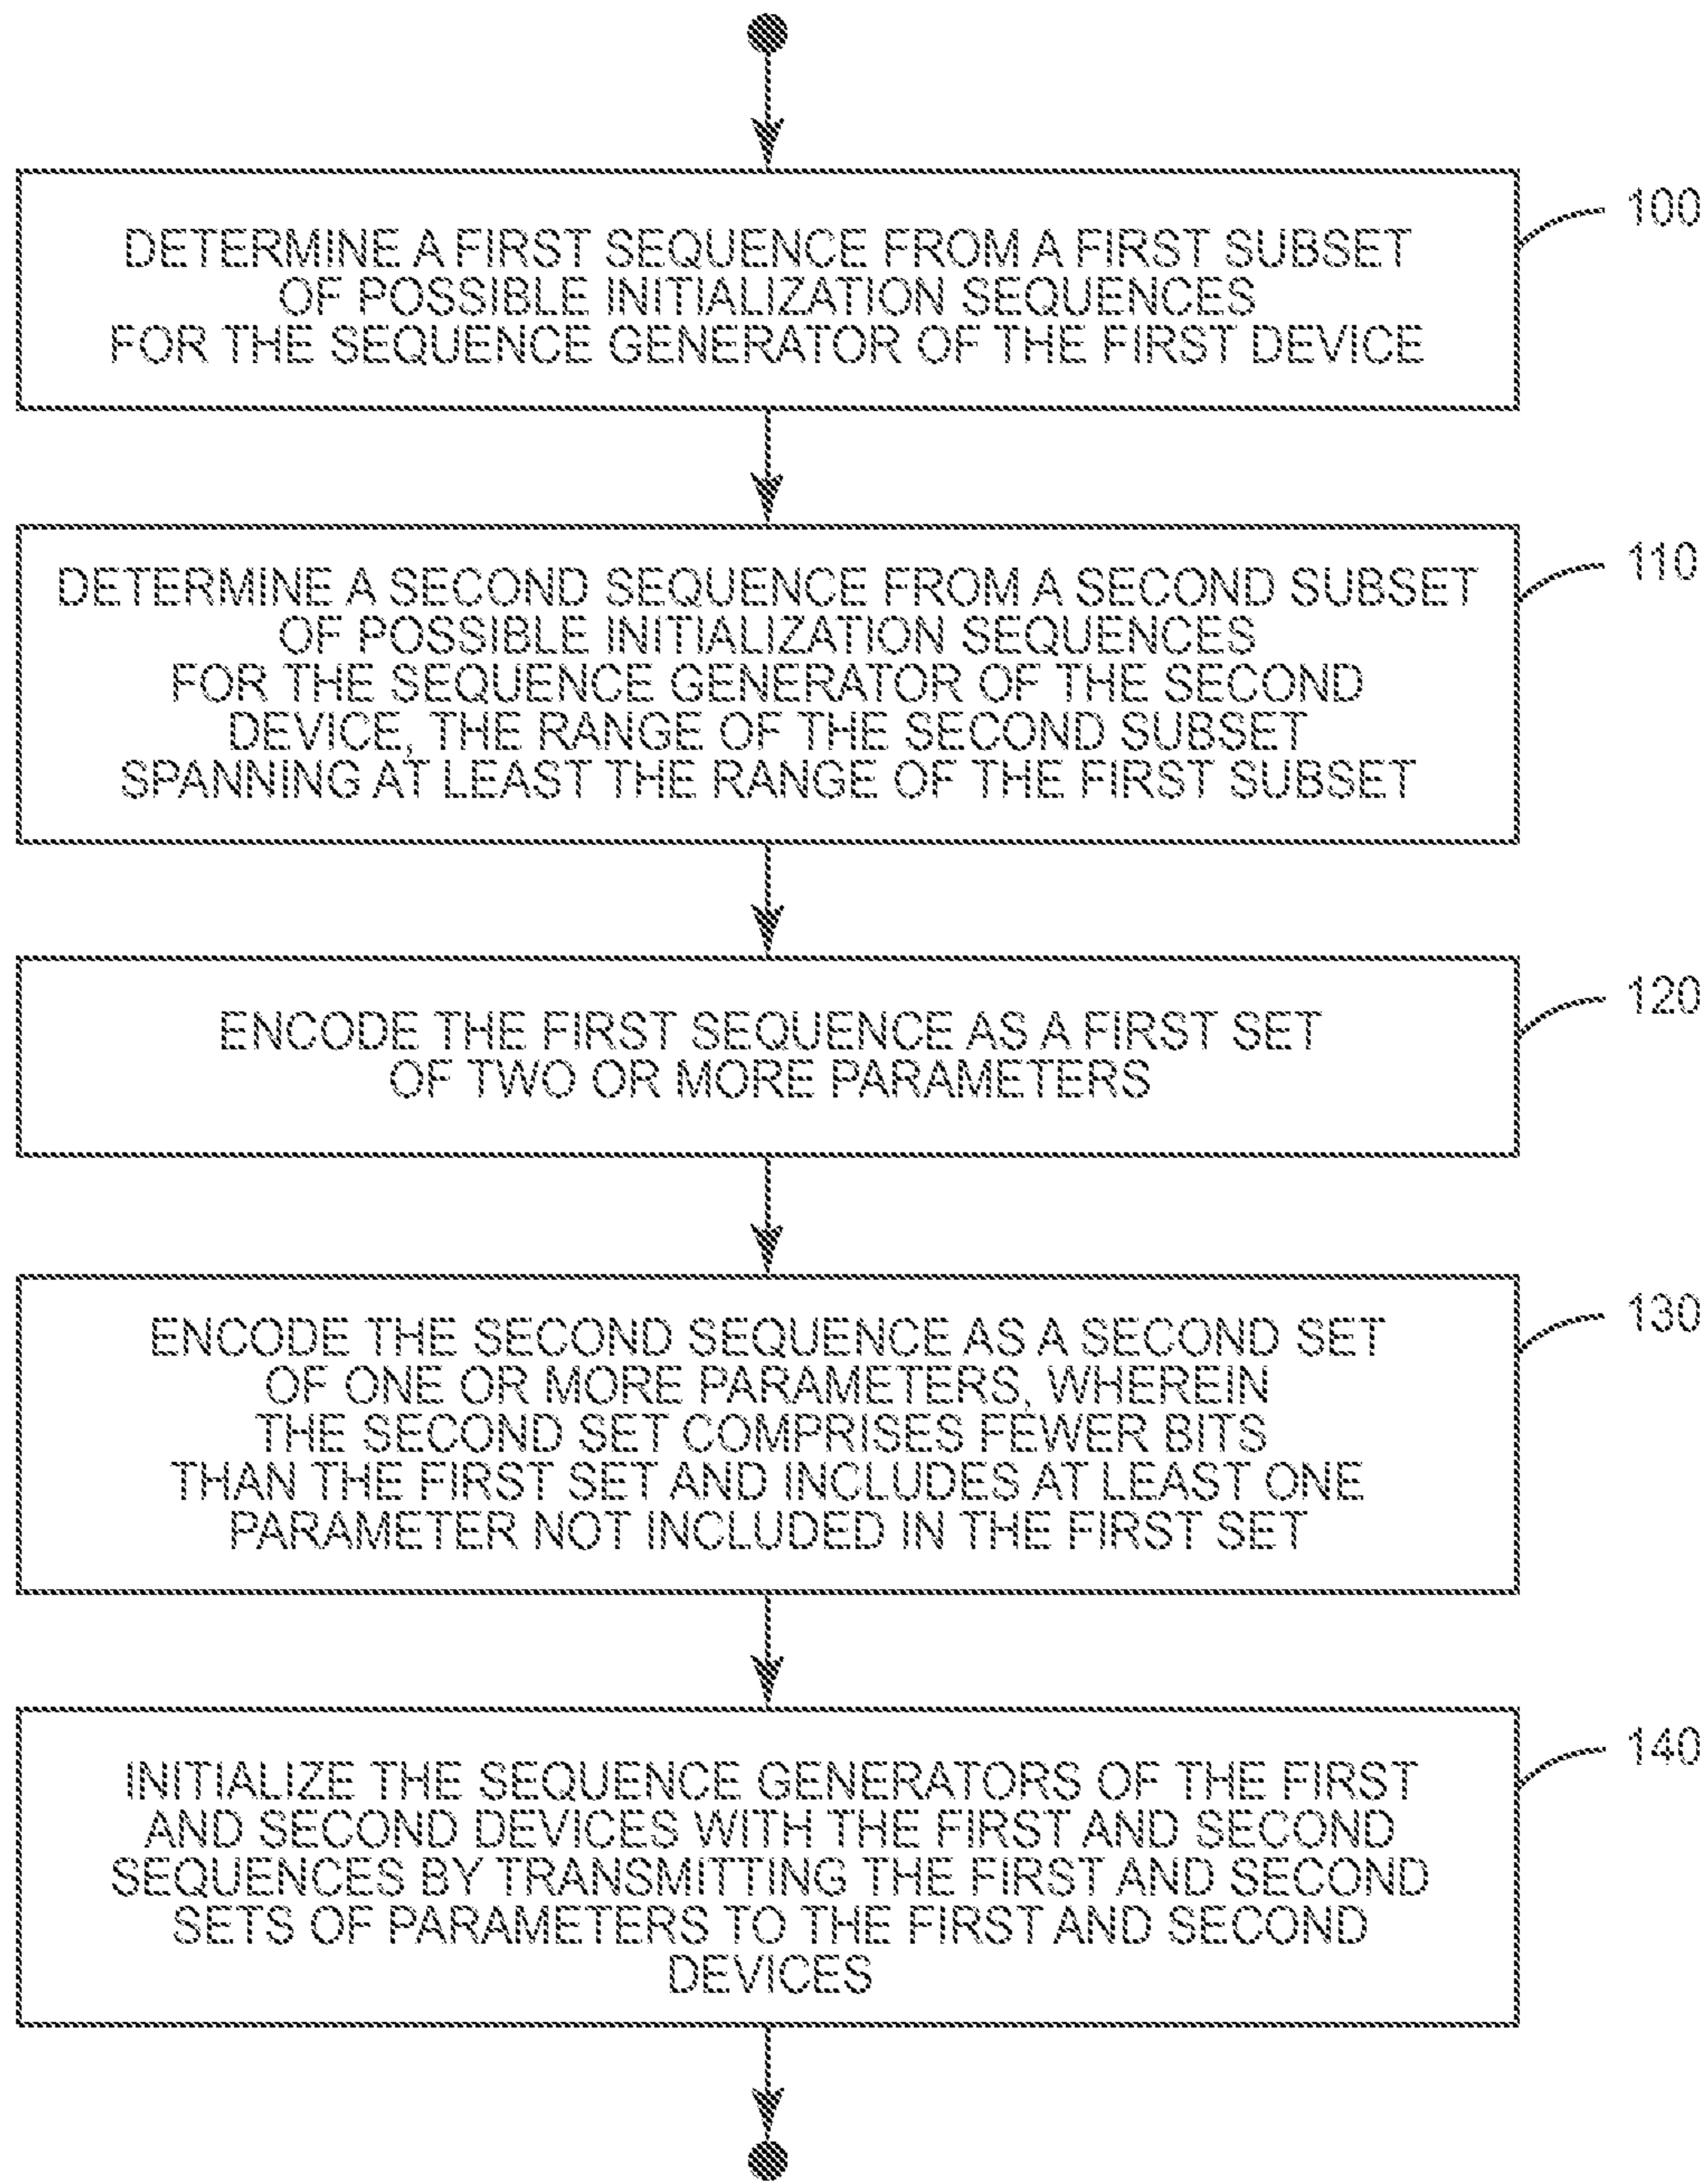 DETERMINE A FIRST SEQUENCE FROM A FIRST SUBSET
OF POSSIBLE INITIALIZATION SEQUENCES
FOR THE SEQUENCE GENERATOR OF THE FIRST DEVICE
100
DETERMINE A SECOND SEQUENCE FROM A SECOND SUBSET
OF POSSIBLE INITIALIZATION SEQUENCES
FOR THE SEQUENCE GENERATOR OF THE SECOND
DEVICE, THE RANGE OF THE SECOND SUBSET
SPANNING AT LEAST THE RANGE OF THE FIRST SUBSET
110
ENCODE THE FIRST SEQUENCE AS A FIRST SET
OF TWO OR MORE PARAMETERS
120
ENCODE THE SECOND SEQUENCE AS A SECOND SET
OF ONE OR MORE PARAMETERS, WHEREIN
THE SECOND SET COMPRISES FEWER BITS
THAN THE FIRST SET AND INCLUDES AT LEAST ONE
PARAMETER NOT INCLUDED IN THE FIRST SET
130
INITIALIZE THE SEQUENCE GENERATORS OF THE FIRST
AND SECOND DEVICES WITH THE FIRST AND SECOND
SEQUENCES BY TRANSMITTING THE FIRST AND SECOND
SETS OF PARAMETERS TO THE FIRST AND SECOND
DEVICES
140